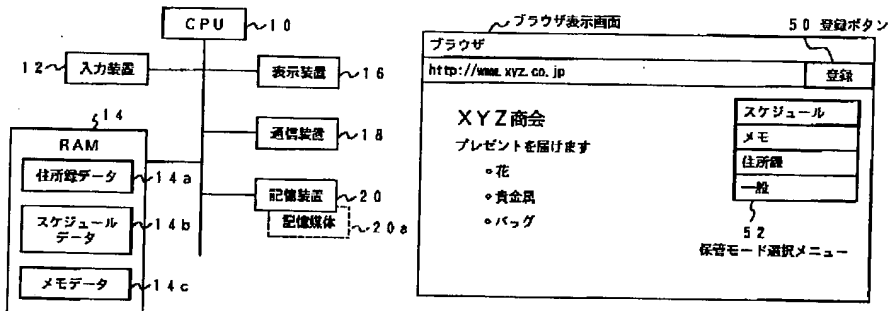 CPU
10
12
入力装置
表示装置
16
14
RAM
通信装置
18
住所録データ
14a
記憶装置
20
記憶媒体
20a
スケジュール
データ
14b
メモデータ
14c
ブラウザ表示画面
50 登録ボタン
ブラウザ
http://www.xyz.co.jp
登録
XYZ商会
プレゼントを届けます
○花
○貴金属
○バッグ
スケジュール
メモ
住所録
一般
52
保管モード選択メニュー